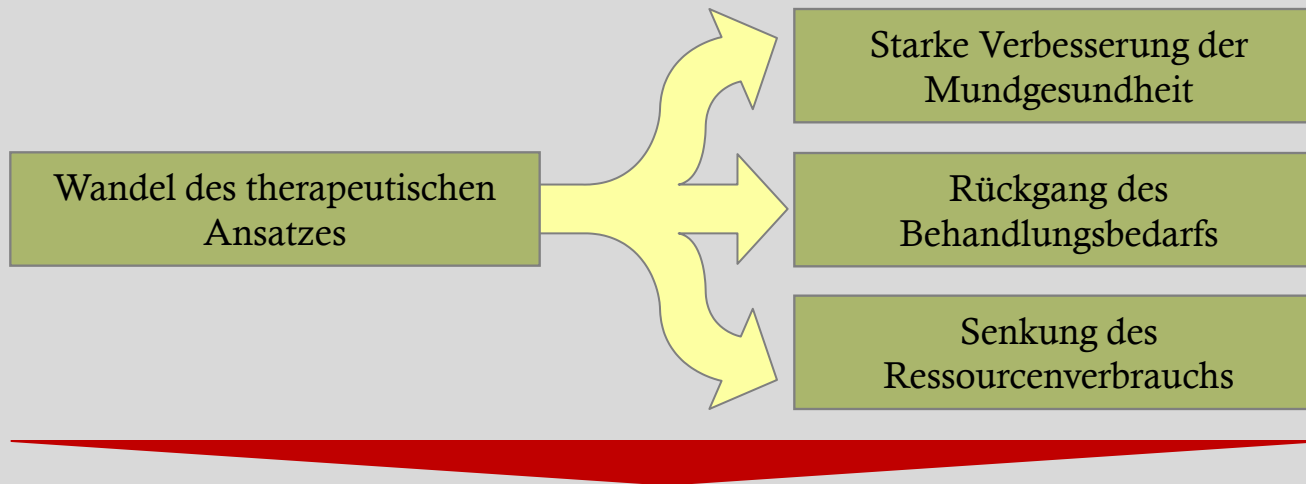 Starke Verbesserung der
Mundgesundheit
Wandel des therapeutischen
Ansatzes
Rückgang des
Behandlungsbedarfs
Senkung des
Ressourcenverbrauchs